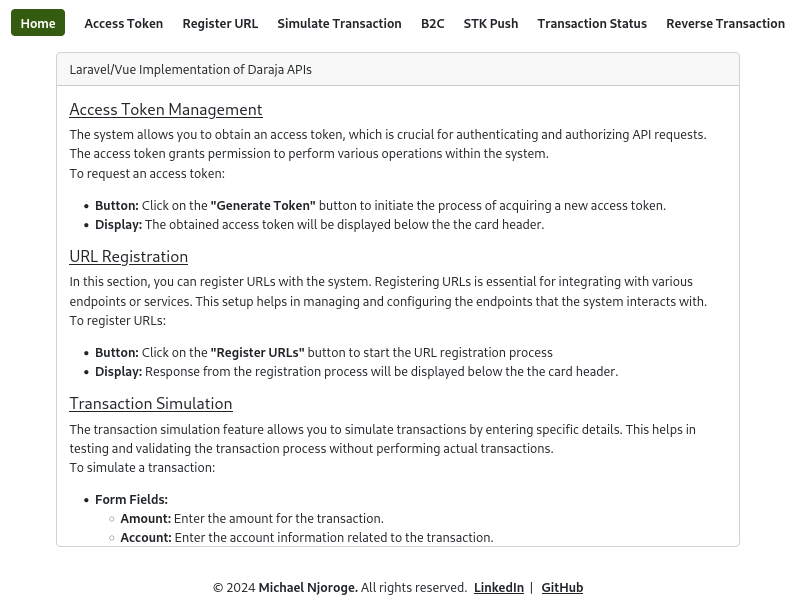 Home Access Token Register URL Simulate Transaction B2C STK Push Transaction Status Reverse Transaction
Laravel/Vue Implementation of Daraja APIs
Access Token Management
The system allows you to obtain an access token, which is crucial for authenticating and authorizing API requests.
The access token grants permission to perform various operations within the system.
To request an access token:
• Button: Click on the "Generate Token" button to initiate the process of acquiring a new access token.
• Display: The obtained access token will be displayed below the the card header.
URL Registration
In this section, you can register URLs with the system. Registering URLs is essential for integrating with various
endpoints or services. This setup helps in managing and configuring the endpoints that the system interacts with.
To register URLs:
• Button: Click on the "Register URLs" button to start the URL registration process
• Display: Response from the registration process will be displayed below the the card header.
Transaction Simulation
The transaction simulation feature allows you to simulate transactions by entering specific details. This helps in
testing and validating the transaction process without performing actual transactions.
To simulate a transaction:
• Form Fields:
○ Amount: Enter the amount for the transaction.
○ Account: Enter the account information related to the transaction.
© 2024 Michael Njoroge. All rights reserved. LinkedIn | GitHub